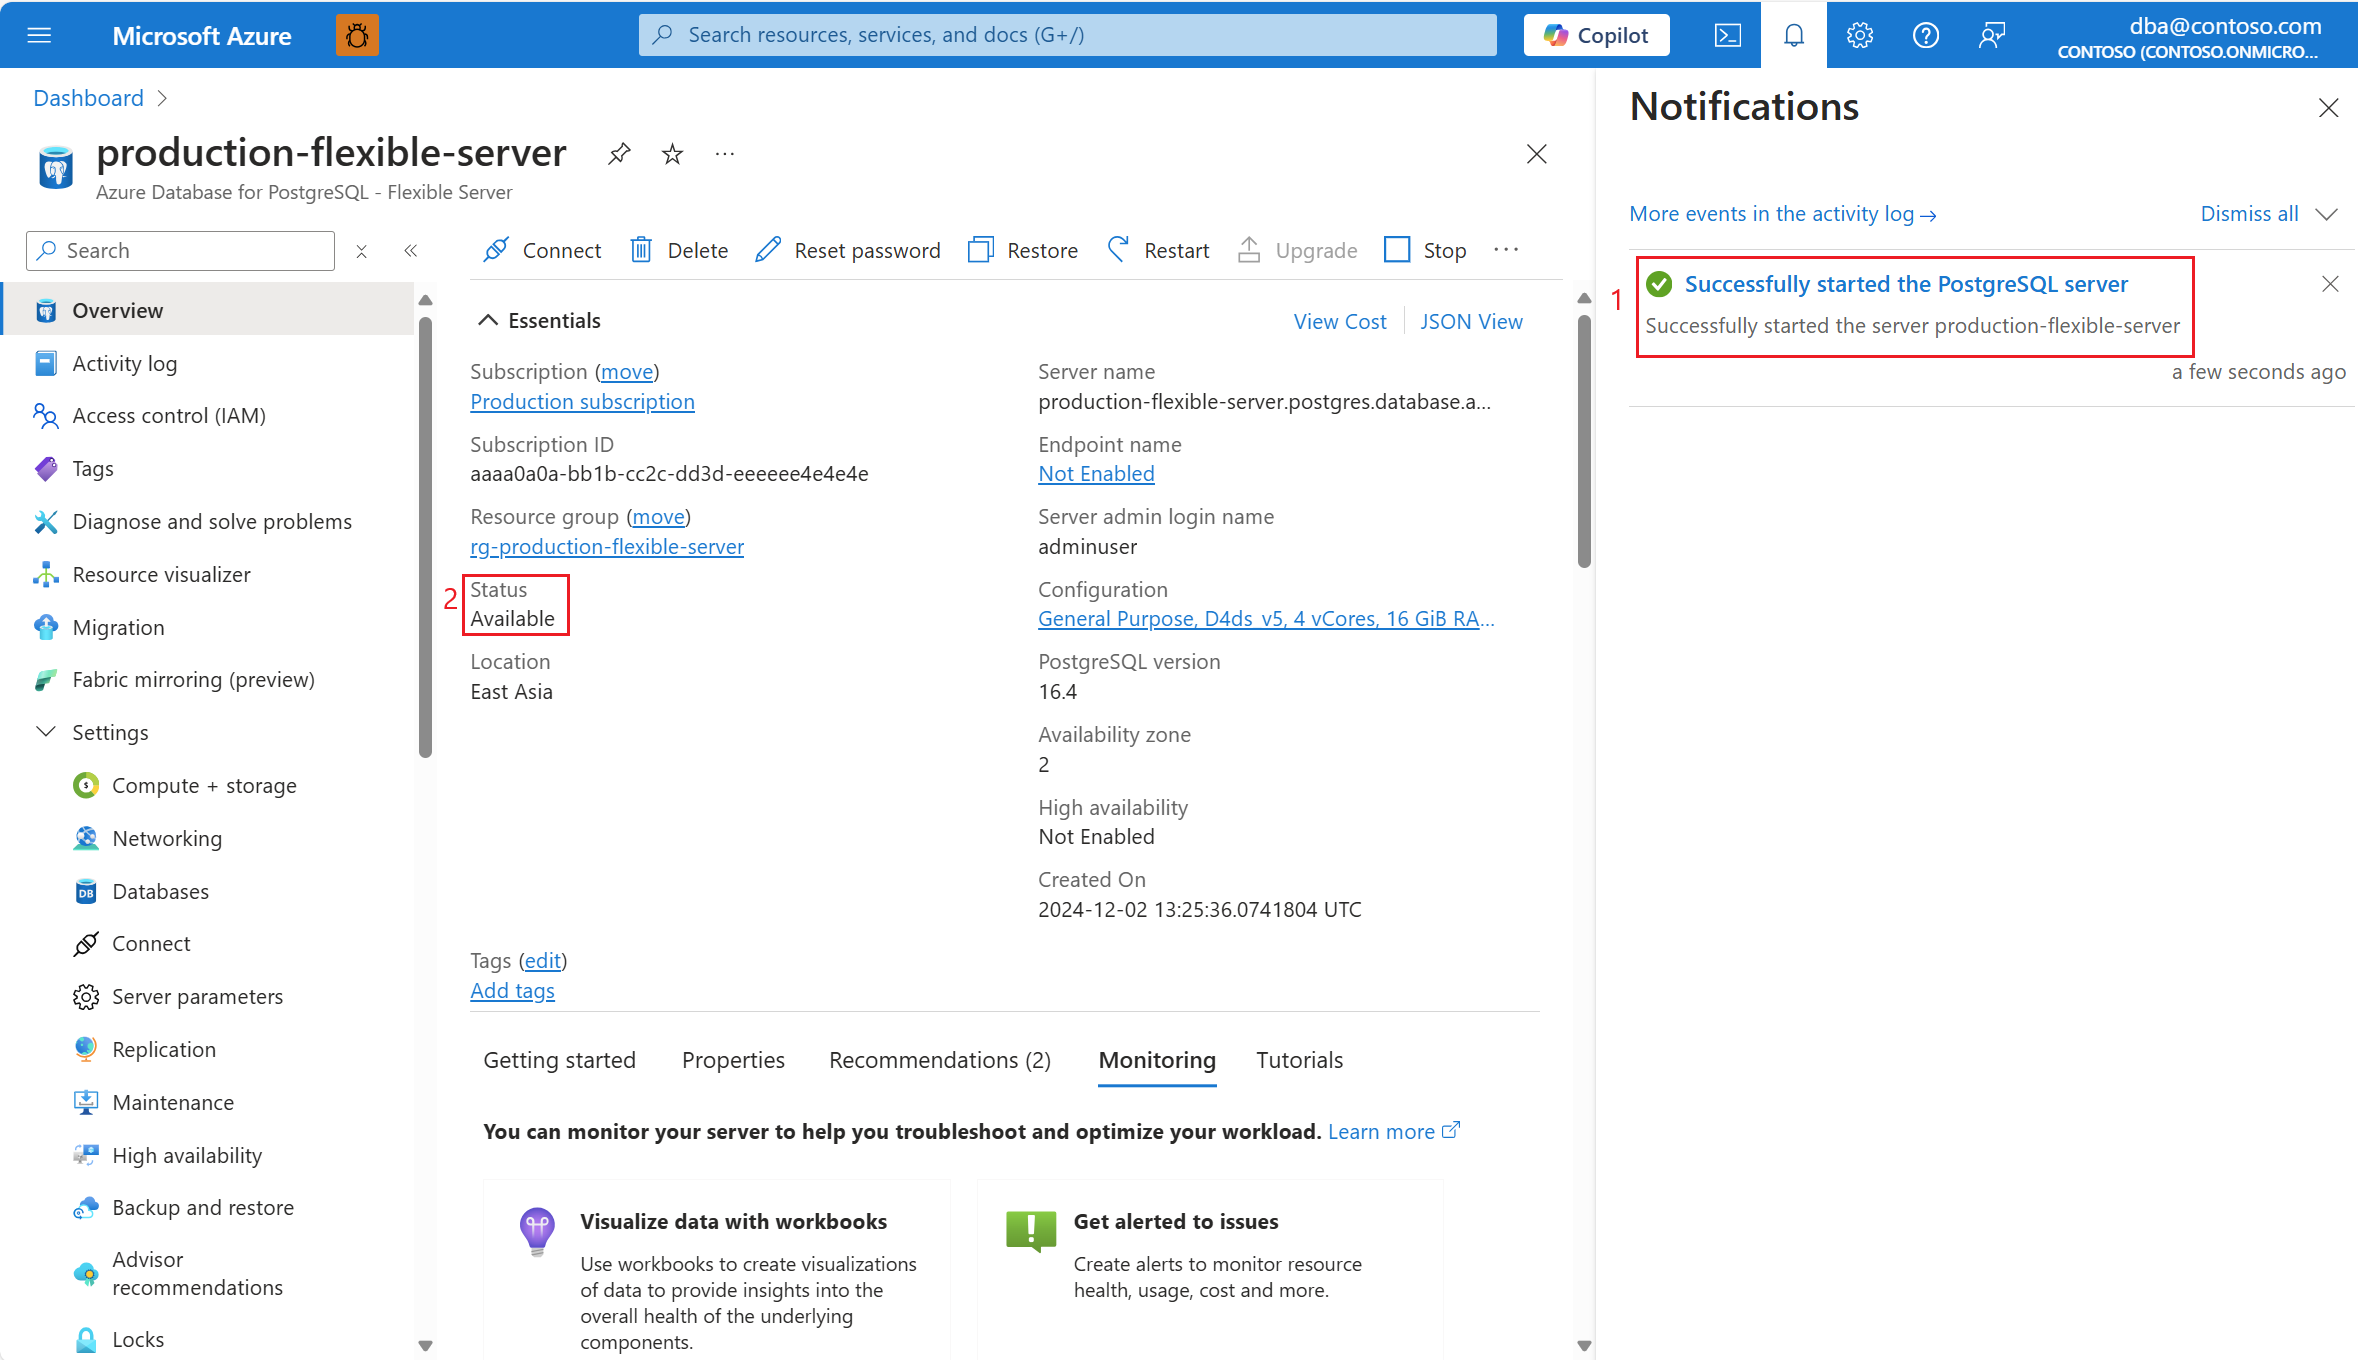 Microsoft Azure
Search resources, services, and docs (G+/)
Copilot
dba@contoso.com
CONTOSO (CONTOSO.ONMICRO...
Dashboard
production-flexible-server
Azure Database for PostgreSQL - Flexible Server
Search
Overview
Activity log
Access control (IAM)
Tags
Diagnose and solve problems
Resource visualizer
Migration
Fabric mirroring (preview)
Settings
Compute + storage
Networking
Databases
Connect
Server parameters
Replication
Maintenance
High availability
Backup and restore
Advisor
recommendations
Locks
Connect
Delete
Reset password
Restore
Restart
Upgrade
Stop
Essentials
View Cost
JSON View
Subscription (move)
Production subscription
Subscription ID
aaaa0a0a-bb1b-cc2c-dd3d-eeeeee4e4e4e
Resource group (move)
rg-production-flexible-server
2
Status
Available
Location
East Asia
Server name
production-flexible-server.postgres.database.a...
Endpoint name
Not Enabled
Server admin login name
adminuser
Configuration
General Purpose, D4ds_v5, 4 vCores, 16 GiB RA...
PostgreSQL version
16.4
Availability zone
2
High availability
Not Enabled
Created On
2024-12-02 13:25:36.0741804 UTC
Tags (edit)
Add tags
Getting started
Properties
Recommendations (2)
Monitoring
Tutorials
You can monitor your server to help you troubleshoot and optimize your workload. Learn more
Visualize data with workbooks
Use workbooks to create visualizations
of data to provide insights into the
overall health of the underlying
components.
Get alerted to issues
Create alerts to monitor resource
health, usage, cost and more.
Notifications
More events in the activity log →
Dismiss all
1
Successfully started the PostgreSQL server
Successfully started the server production-flexible-server
a few seconds ago